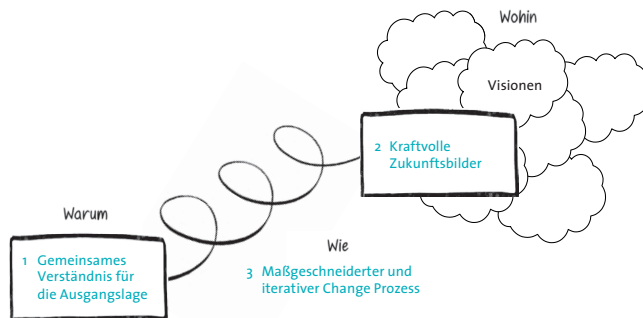 Wohin
Visionen
2 Kraftvolle
Zukunftsbilder
Warum
1 Gemeinsames
Verständnis für
die Ausgangslage
Wie
3 Maßgeschneiderter und
iterativer Change Prozess